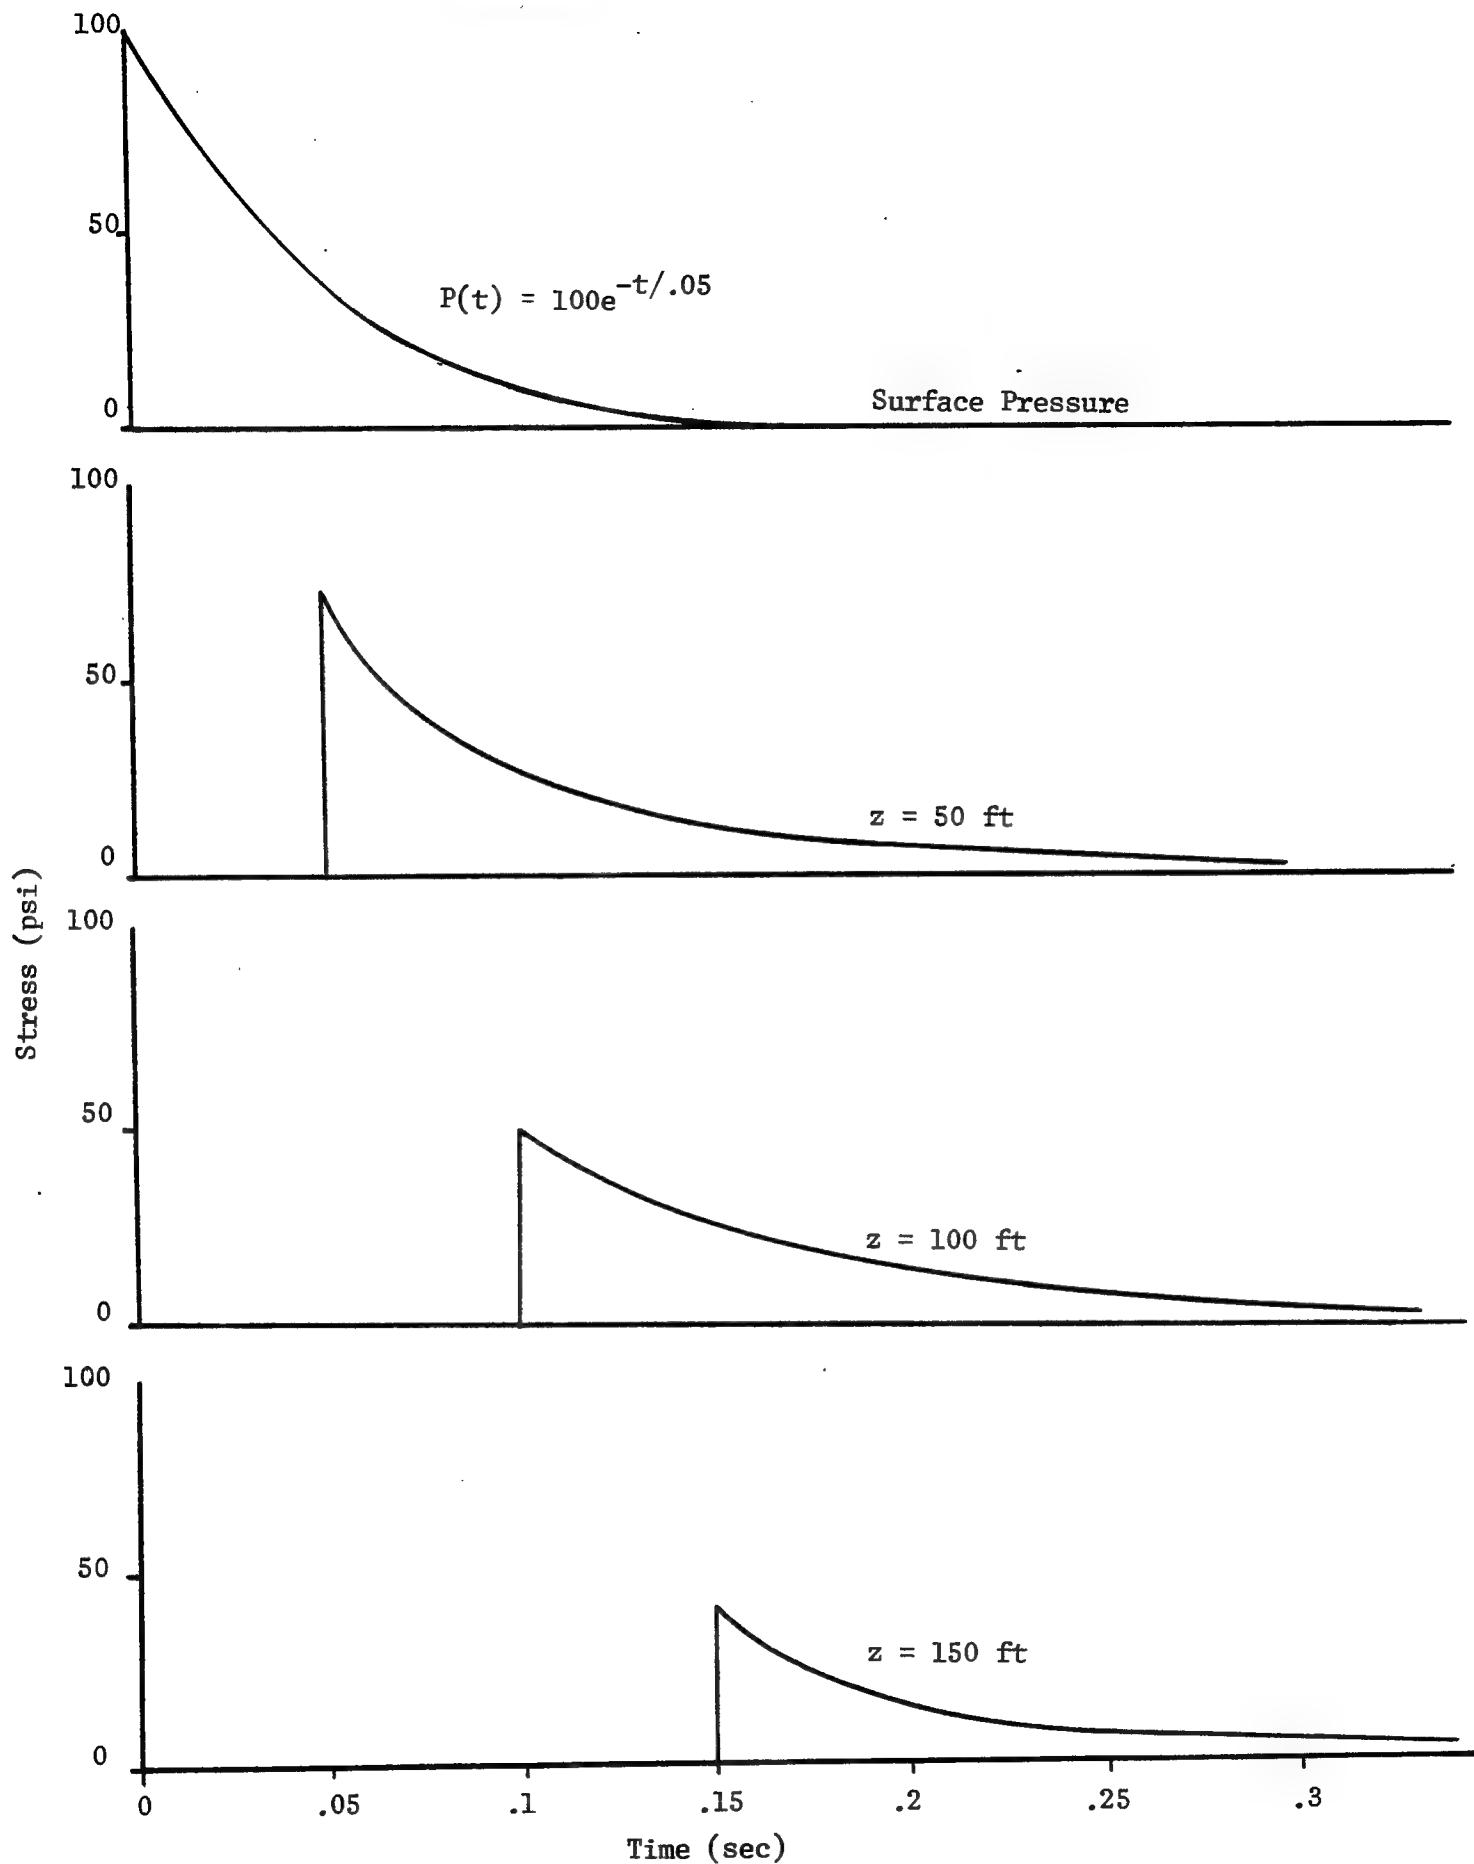 100
50
P(t) = 100e^-t/.05
0
Surface Pressure
100
50
z = 50 ft
0
Stress (psi)
100
50
z = 100 ft
0
100
50
z = 150 ft
0
0 .05 .1 .15 .2 .25 .3
Time (sec)